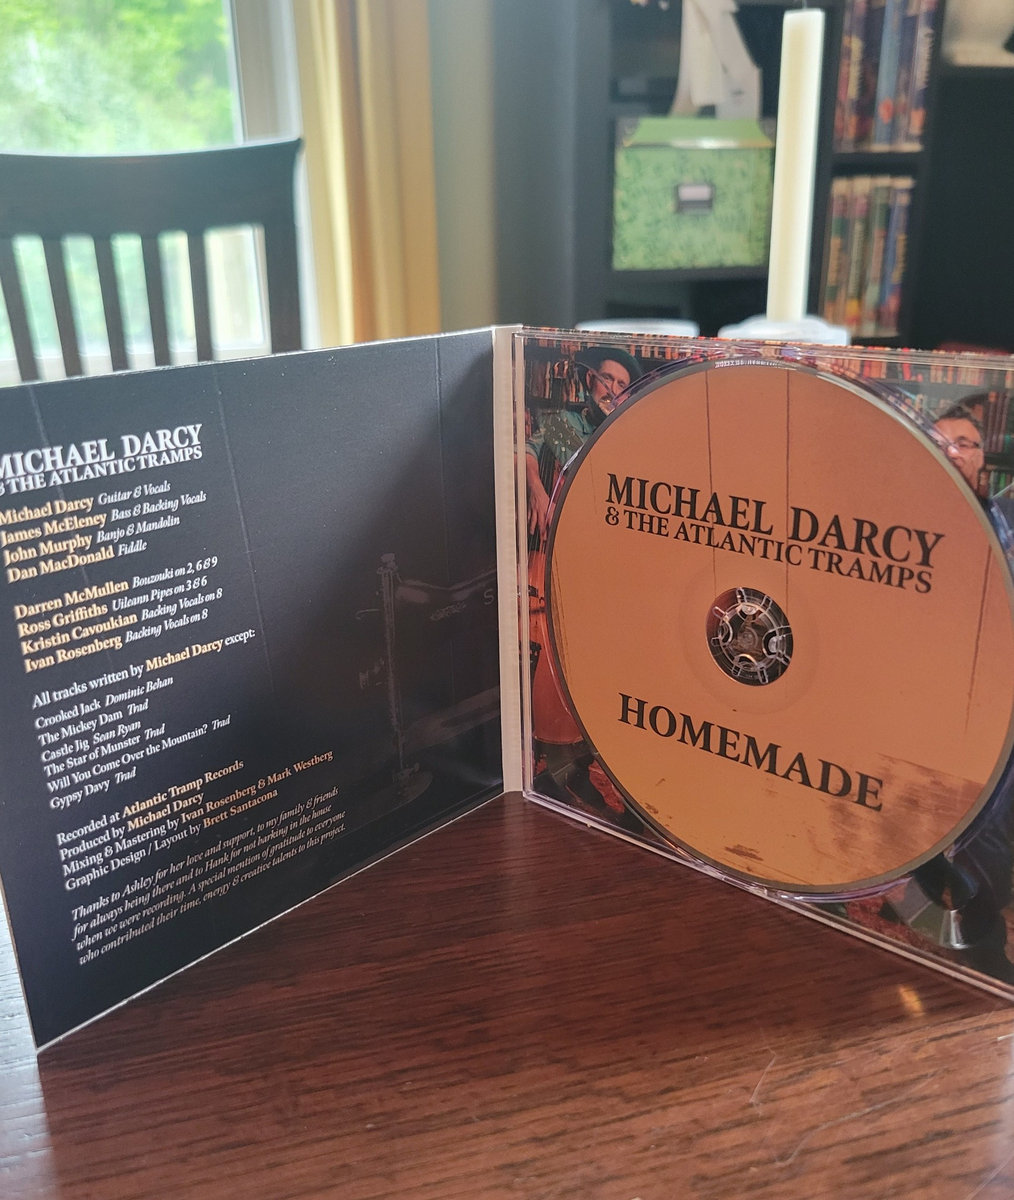 MICHAEL DARCY
& THE ATLANTIC TRAMPS
Michael Darcy Guitar & Vocals
James McEleney Bass & Backing Vocals
John Murphy Banjo & Mandolin
Dan MacDonald Fiddle
Darren McMullen Bouzouki on 2, 6 & 9
Ross Griffiths Uileann Pipes on 3 & 6
Kristin Cavoukian Backing Vocals on 8
Ivan Rosenberg Backing Vocals on 8
All tracks written by Michael Darcy except:
Crooked Jack Dominic Behan
The Mickey Dam Trad
Castle Jig Sean Ryan
The Star of Munster Trad
Will You Come Over the Mountain? Trad
Gypsy Davy Trad
Recorded at Atlantic Tramp Records
Produced by Michael Darcy
Mixing & Mastering by Ivan Rosenberg & Mark Westberg
Graphic Design / Layout by Brett Santacona
Thanks to Ashley for her love and support, to my family & friends
for always being there and to Hank for not barking in the house
when we were recording. A special mention of gratitude to everyone
who contributed their time, energy & creative talents to this project.
MICHAEL DARCY
& THE ATLANTIC TRAMPS
HOMEMADE